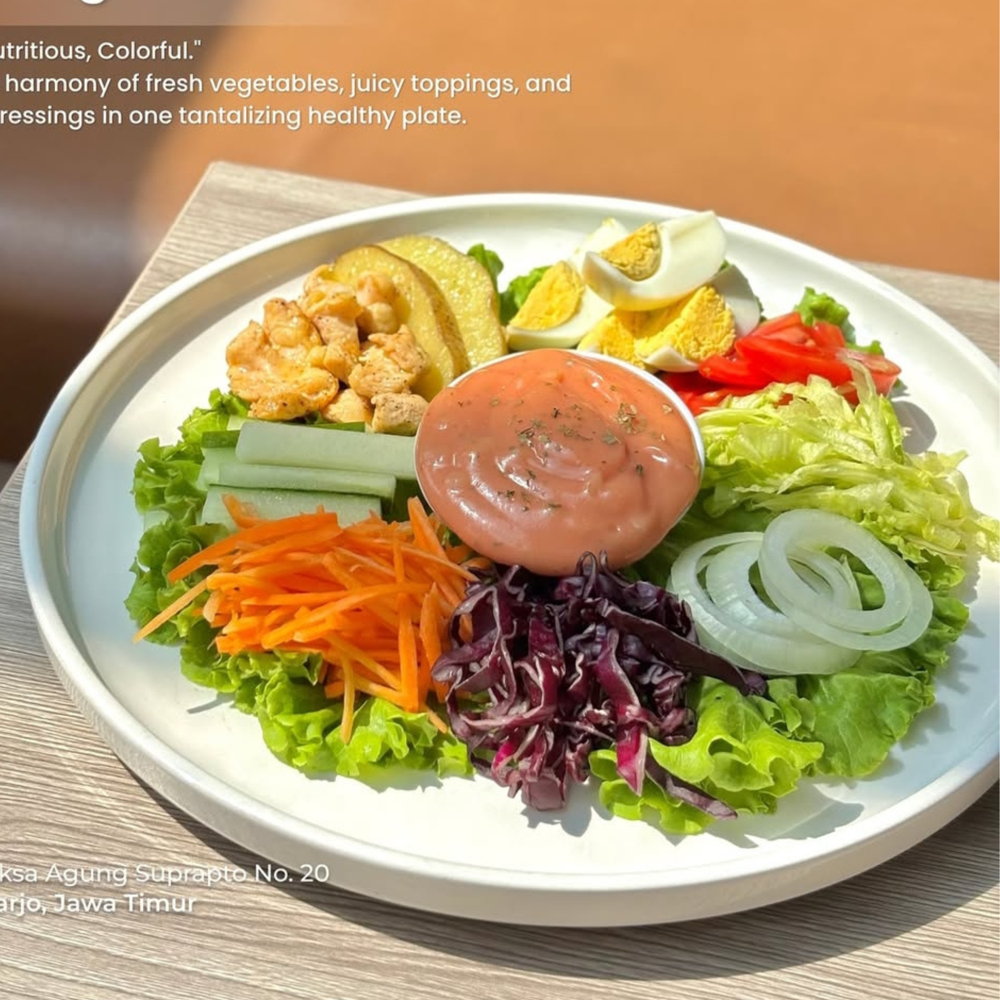 utritious, Colorful."
harmony of fresh vegetables, juicy toppings, and
ressings in one tantalizing healthy plate.
ksa Agung Suprapto No. 20
arjo, Jawa Timur